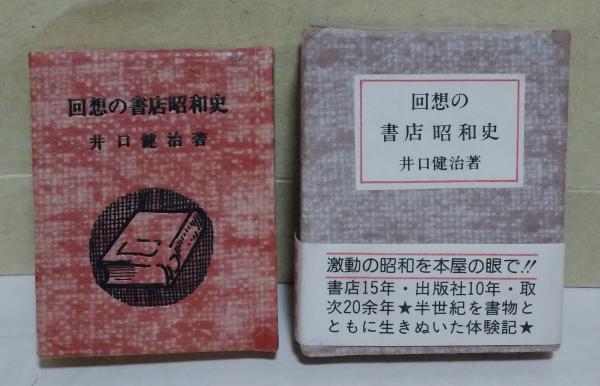 回想の書店昭和史
井口健治著
回想の
書店昭和史
井口健治著
激動の昭和を本屋の眼で!!
書店15年・出版社10年・取
次20余年★半世紀を書物と
ともに生きぬいた体験記★